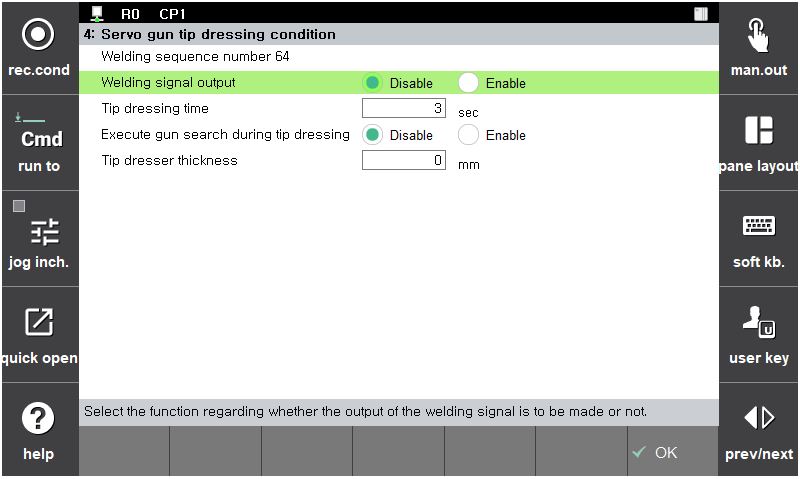 R0 CP1
4: Servo gun tip dressing condition
Welding sequence number 64
Welding signal output Disable Enable
Tip dressing time 3 sec
Execute gun search during tip dressing Disable Enable
Tip dresser thickness 0 mm
Select the function regarding whether the output of the welding signal is to be made or not.
OK
rec.cond
Cmd
run to
jog inch.
quick open
?
help
man.out
pane layout
soft kb.
U
user key
prev/next